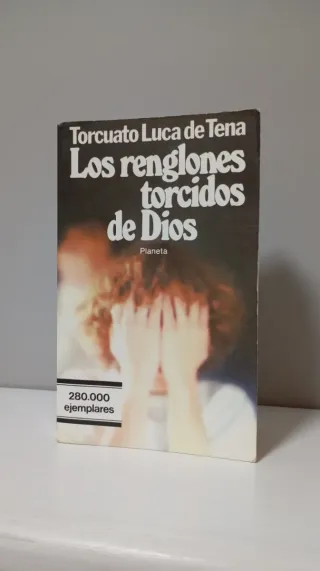 Torcuato Luca de Tena
Los renglones
torcidos
de Dios
Planeta
280.000
ejemplares